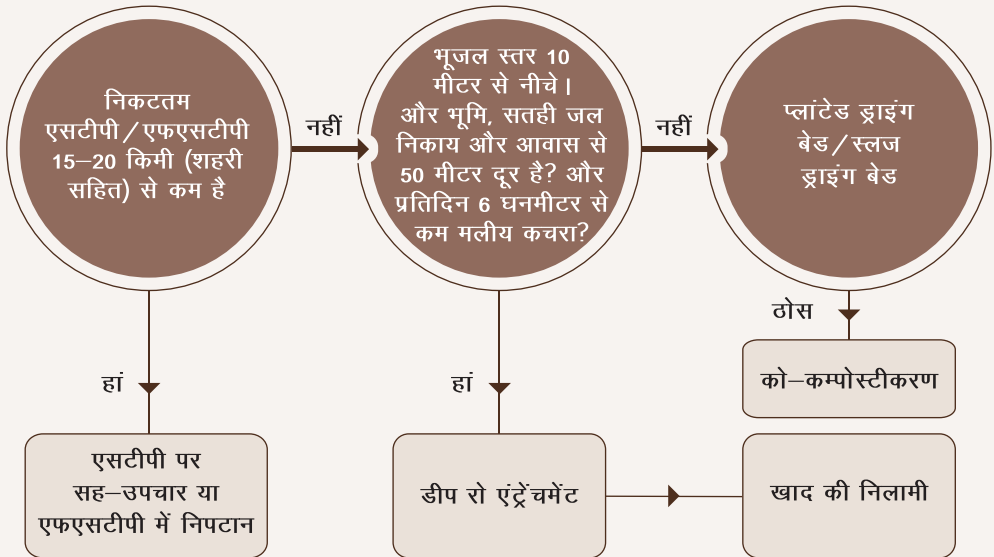 निकटतम
एसटीपी/एफएसटीपी
15–20 किमी (शहरी
सहित) से कम है
नहीं
भूजल स्तर 10
मीटर से नीचे।
और भूमि, सतही जल
निकाय और आवास से
50 मीटर दूर है? और
प्रतिदिन 6 घनमीटर से
कम मलीय कचरा?
नहीं
प्लांटेड ड्राइंग
बेड/स्लज
ड्राइंग बेड
हां
एसटीपी पर
सह–उपचार या
एफएसटीपी में निपटान
हां
डीप रो एंट्रेंचमेंट
ठोस
को–कम्पोस्टीकरण
खाद की निलामी